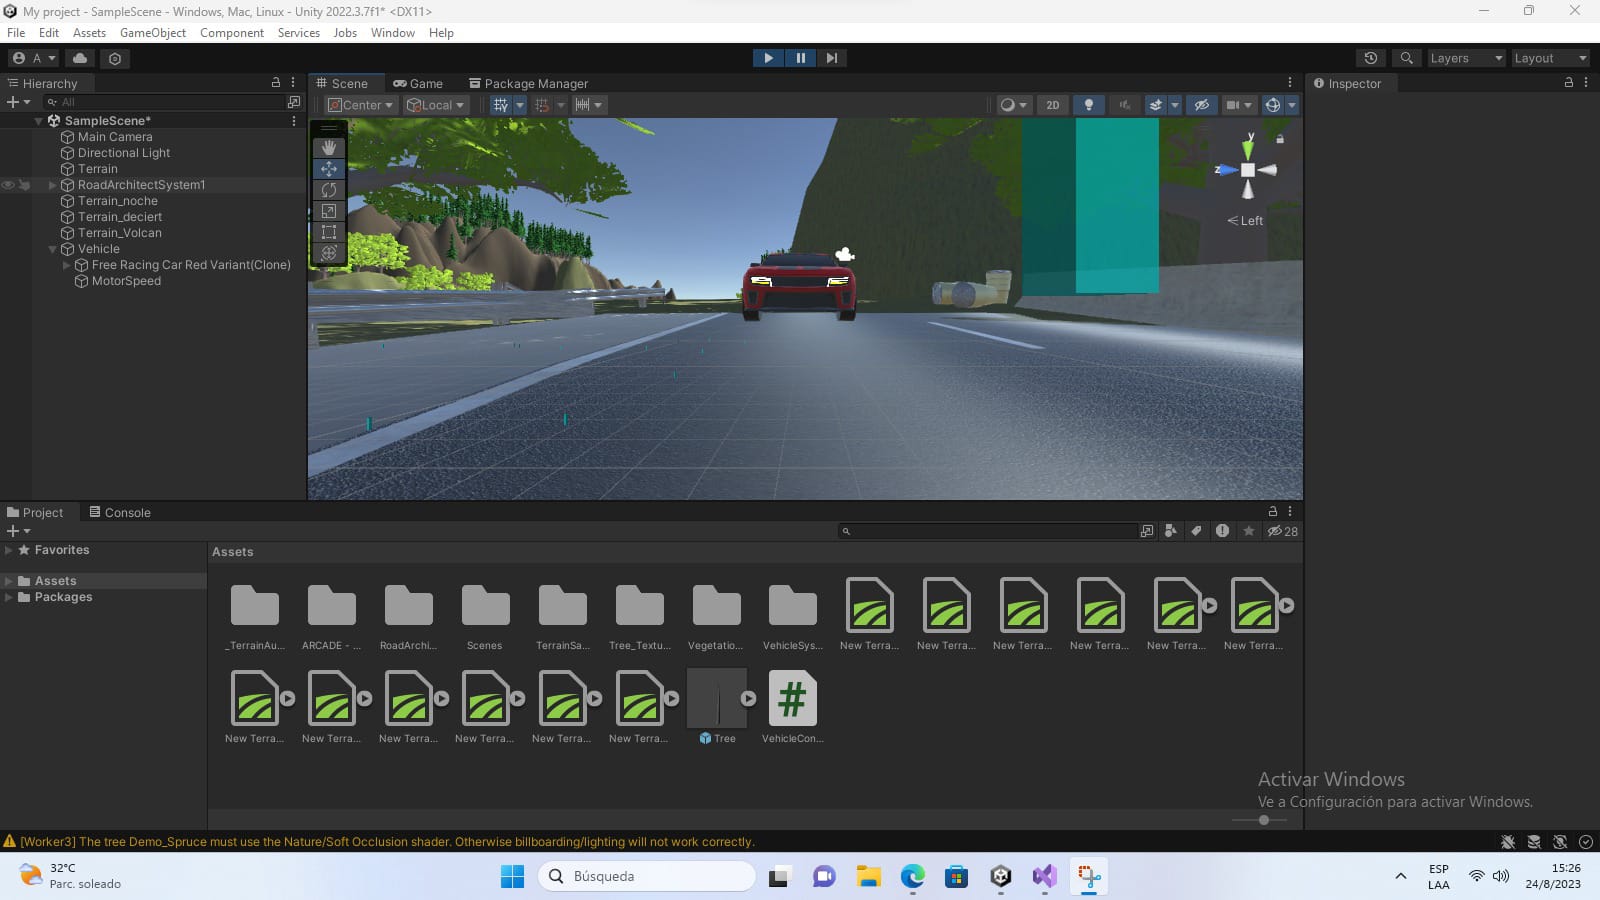 My project - SampleScene - Windows, Mac, Linux - Unity 2022.3.7f1* <DX11>
File Edit Assets GameObject Component Services Jobs Window Help
A
Layers Layout
Hierarchy
Scene Game Package Manager
Inspector
All
Center Local
2D
SampleScene*
Main Camera
Directional Light
Terrain
RoadArchitectSystem1
Terrain_noche
Terrain_deciert
Terrain_Volcan
Vehicle
Free Racing Car Red Variant(Clone)
MotorSpeed
y
z
Left
Project Console
28
Favorites
Assets
Packages
Assets
_TerrainAu... ARCADE - ... RoadArchi... Scenes TerrainSa... Tree_Textu... Vegetatio... VehicleSys... New Terra... New Terra... New Terra... New Terra... New Terra... New Terra...
New Terra... New Terra... New Terra... New Terra... New Terra... New Terra... Tree VehicleCon...
#
Activar Windows
Ve a Configuración para activar Windows.
[Worker3] The tree Demo_Spruce must use the Nature/Soft Occlusion shader. Otherwise billboarding/lighting will not work correctly.
32°C
Parc. soleado
Búsqueda
ESP
LAA
15:26
24/8/2023